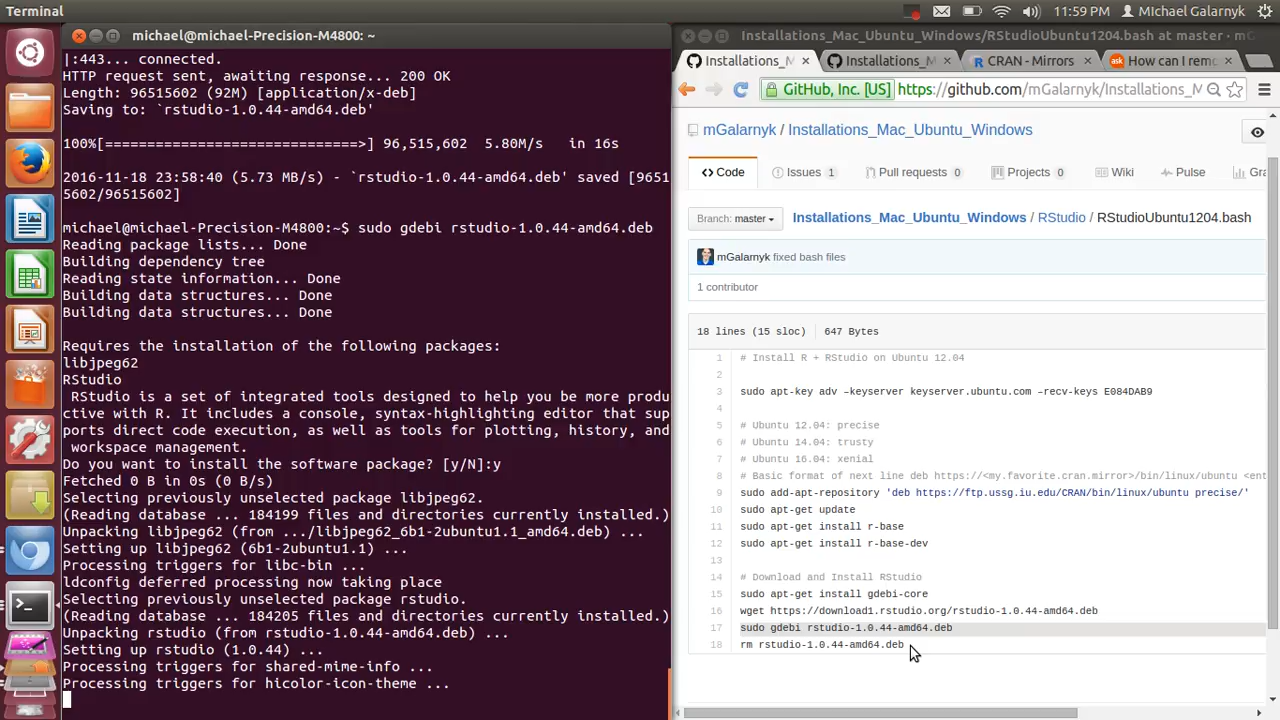 Terminal
11:59 PM
MIchael Galarnyk
michael@michael-Precision-M4800: ~
|:443... connected.
HTTP request sent, awaiting response... 200 OK
Length: 96515602 (92M) [application/x-deb]
Saving to: `rstudio-1.0.44-amd64.deb'
100%[============================>] 96,515,602 5.80M/s in 16s
2016-11-18 23:58:40 (5.73 MB/s) - `rstudio-1.0.44-amd64.deb' saved [9651
5602/96515602]
michael@michael-Precision-M4800:~$ sudo gdebi rstudio-1.0.44-amd64.deb
Reading package lists... Done
Building dependency tree
Reading state information... Done
Building data structures... Done
Building data structures... Done
Requires the installation of the following packages:
libjpeg62
RStudio
RStudio is a set of integrated tools designed to help you be more produ
ctive with R. It includes a console, syntax-highlighting editor that sup
ports direct code execution, as well as tools for plotting, history, and
workspace management.
Do you want to install the software package? [y/N]:y
Fetched 0 B in 0s (0 B/s)
Selecting previously unselected package libjpeg62.
(Reading database ... 184199 files and directories currently installed.)
Unpacking libjpeg62 (from .../libjpeg62_6b1-2ubuntu1.1_amd64.deb) ...
Setting up libjpeg62 (6b1-2ubuntu1.1) ...
Processing triggers for libc-bin ...
ldconfig deferred processing now taking place
Selecting previously unselected package rstudio.
(Reading database ... 184205 files and directories currently installed.)
Unpacking rstudio (from rstudio-1.0.44-amd64.deb) ...
Setting up rstudio (1.0.44) ...
Processing triggers for shared-mime-info ...
Processing triggers for hicolor-icon-theme ...
Installations_Mac_Ubuntu_Windows/RStudioUbuntu1204.bash at master · mG
Installations_M
Installations_M
CRAN - Mirrors
ask
How can I remo
GitHub, Inc. [US]
https://github.com/mGalarnyk/Installations_M
mGalarnyk / Installations_Mac_Ubuntu_Windows
Code
Issues 1
Pull requests 0
Projects 0
Wiki
Pulse
Gra
Branch: master
Installations_Mac_Ubuntu_Windows / RStudio / RStudioUbuntu1204.bash
mGalarnyk fixed bash files
1 contributor
18 lines (15 sloc) 647 Bytes
1 # Install R + RStudio on Ubuntu 12.04
2
3 sudo apt-key adv –keyserver keyserver.ubuntu.com –recv-keys E084DAB9
4
5 # Ubuntu 12.04: precise
6 # Ubuntu 14.04: trusty
7 # Ubuntu 16.04: xenial
8 # Basic format of next line deb https://<my.favorite.cran.mirror>/bin/linux/ubuntu <ent
9 sudo add-apt-repository 'deb https://ftp.ussg.iu.edu/CRAN/bin/linux/ubuntu precise/'
10 sudo apt-get update
11 sudo apt-get install r-base
12 sudo apt-get install r-base-dev
13
14 # Download and Install RStudio
15 sudo apt-get install gdebi-core
16 wget https://download1.rstudio.org/rstudio-1.0.44-amd64.deb
17 sudo gdebi rstudio-1.0.44-amd64.deb
18 rm rstudio-1.0.44-amd64.deb